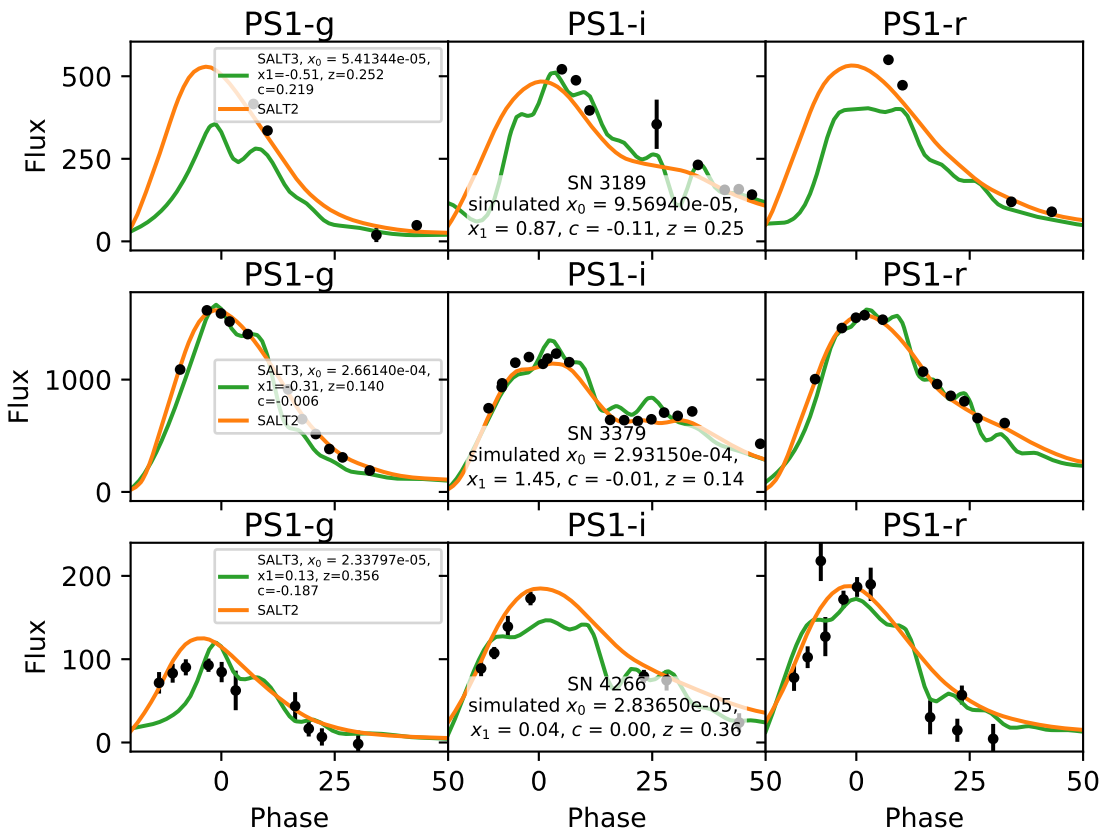 PS1-g PS1-i PS1-r
Flux
500
250
0
SALT3, x0 = 5.41344e-05,
x1=-0.51, z=0.252
c=0.219
SALT2
SN 3189
simulated x0 = 9.56940e-05,
x1 = 0.87, c = -0.11, z = 0.25
PS1-g PS1-i PS1-r
Flux
1000
0
SALT3, x0 = 2.66140e-04,
x1=-0.31, z=0.140
c=-0.006
SALT2
SN 3379
simulated x0 = 2.93150e-04,
x1 = 1.45, c = -0.01, z = 0.14
PS1-g PS1-i PS1-r
Flux
200
100
0
SALT3, x0 = 2.33797e-05,
x1=0.13, z=0.356
c=-0.187
SALT2
SN 4266
simulated x0 = 2.83650e-05,
x1 = 0.04, c = 0.00, z = 0.36
0 25 50 0 25 50 0 25 50
Phase Phase Phase